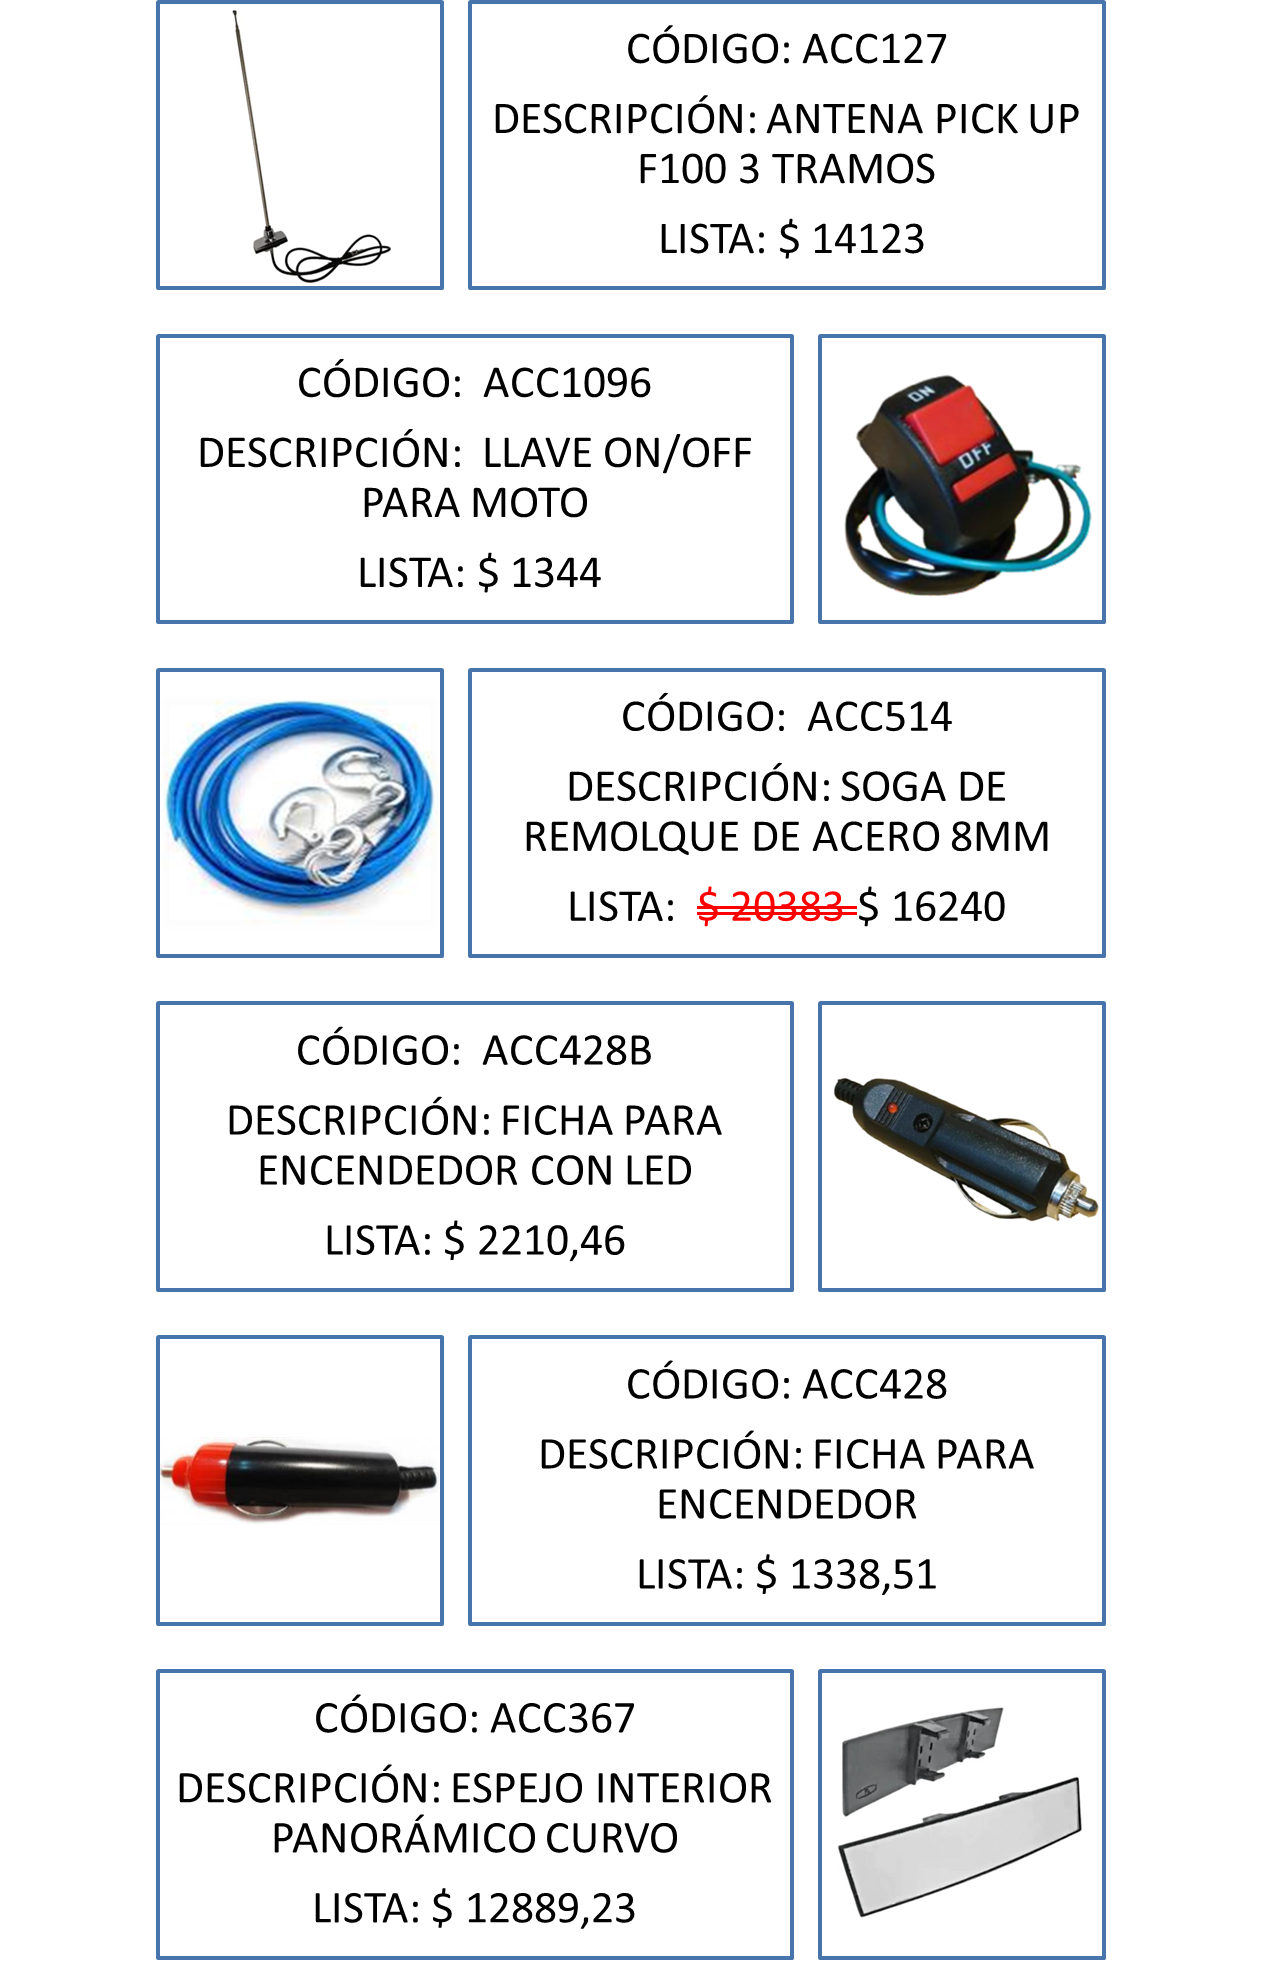 CÓDIGO: ACC127
DESCRIPCIÓN: ANTENA PICK UP
F100 3 TRAMOS
LISTA: $ 14123
CÓDIGO: ACC1096
DESCRIPCIÓN: LLAVE ON/OFF
PARA MOTO
LISTA: $ 1344
ON
OFF
CÓDIGO: ACC514
DESCRIPCIÓN: SOGA DE
REMOLQUE DE ACERO 8MM
LISTA: $ 20383 $ 16240
CÓDIGO: ACC428B
DESCRIPCIÓN: FICHA PARA
ENCENDEDOR CON LED
LISTA: $ 2210,46
CÓDIGO: ACC428
DESCRIPCIÓN: FICHA PARA
ENCENDEDOR
LISTA: $ 1338,51
CÓDIGO: ACC367
DESCRIPCIÓN: ESPEJO INTERIOR
PANORÁMICO CURVO
LISTA: $ 12889,23